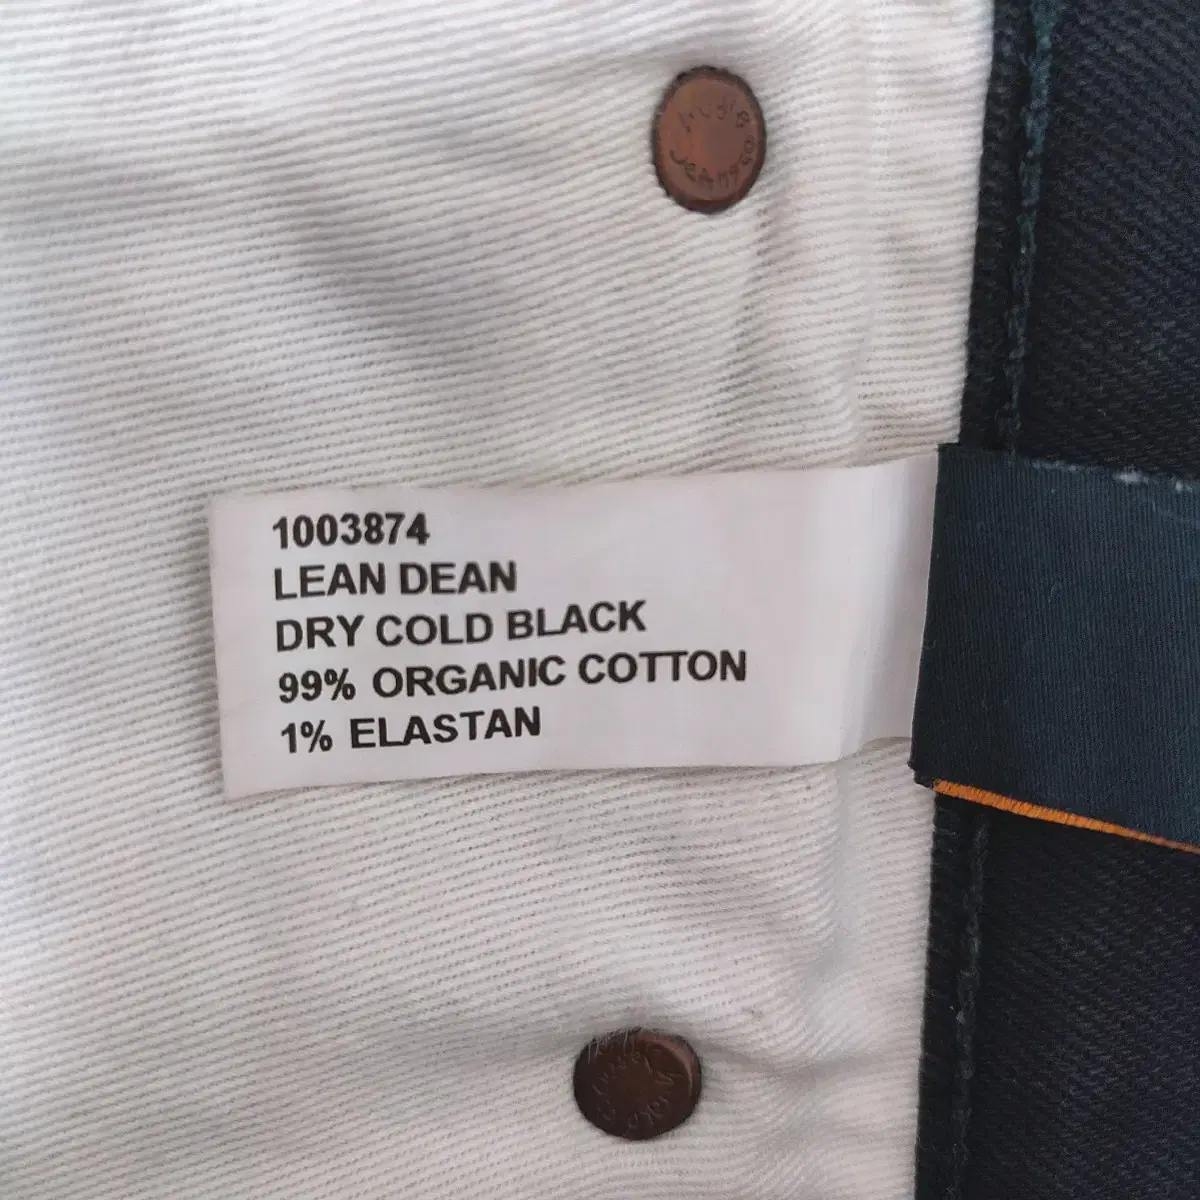 1003874
LEAN DEAN
DRY COLD BLACK
99% ORGANIC COTTON
1% ELASTAN